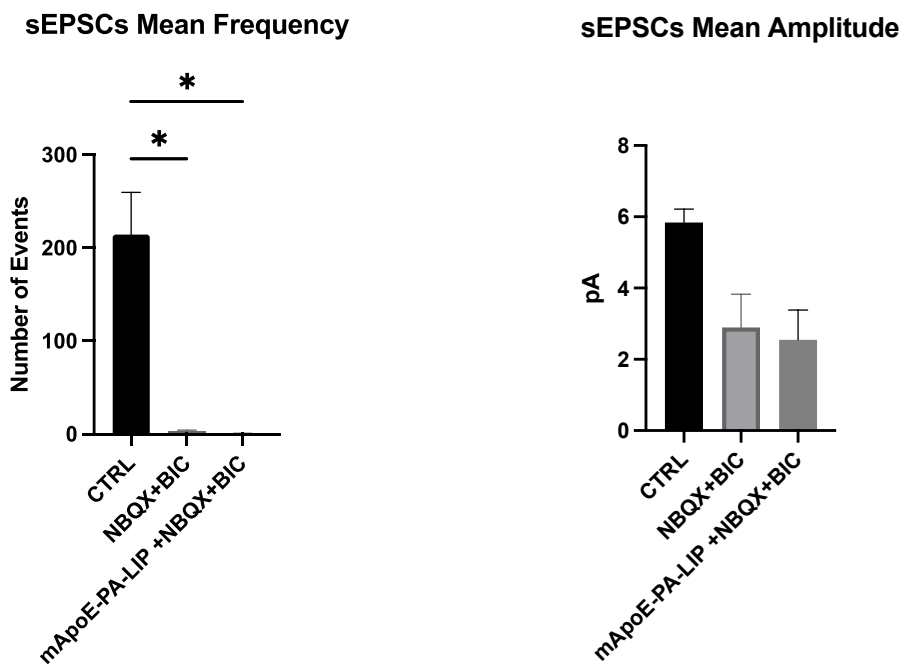 sEPSCs Mean Frequency
*
*
Number of Events
300
200
100
0
CTRL
NBQX+BIC
mApoE-PA-LIP +NBQX+BIC
sEPSCs Mean Amplitude
pA
8
6
4
2
0
CTRL
NBQX+BIC
mApoE-PA-LIP +NBQX+BIC